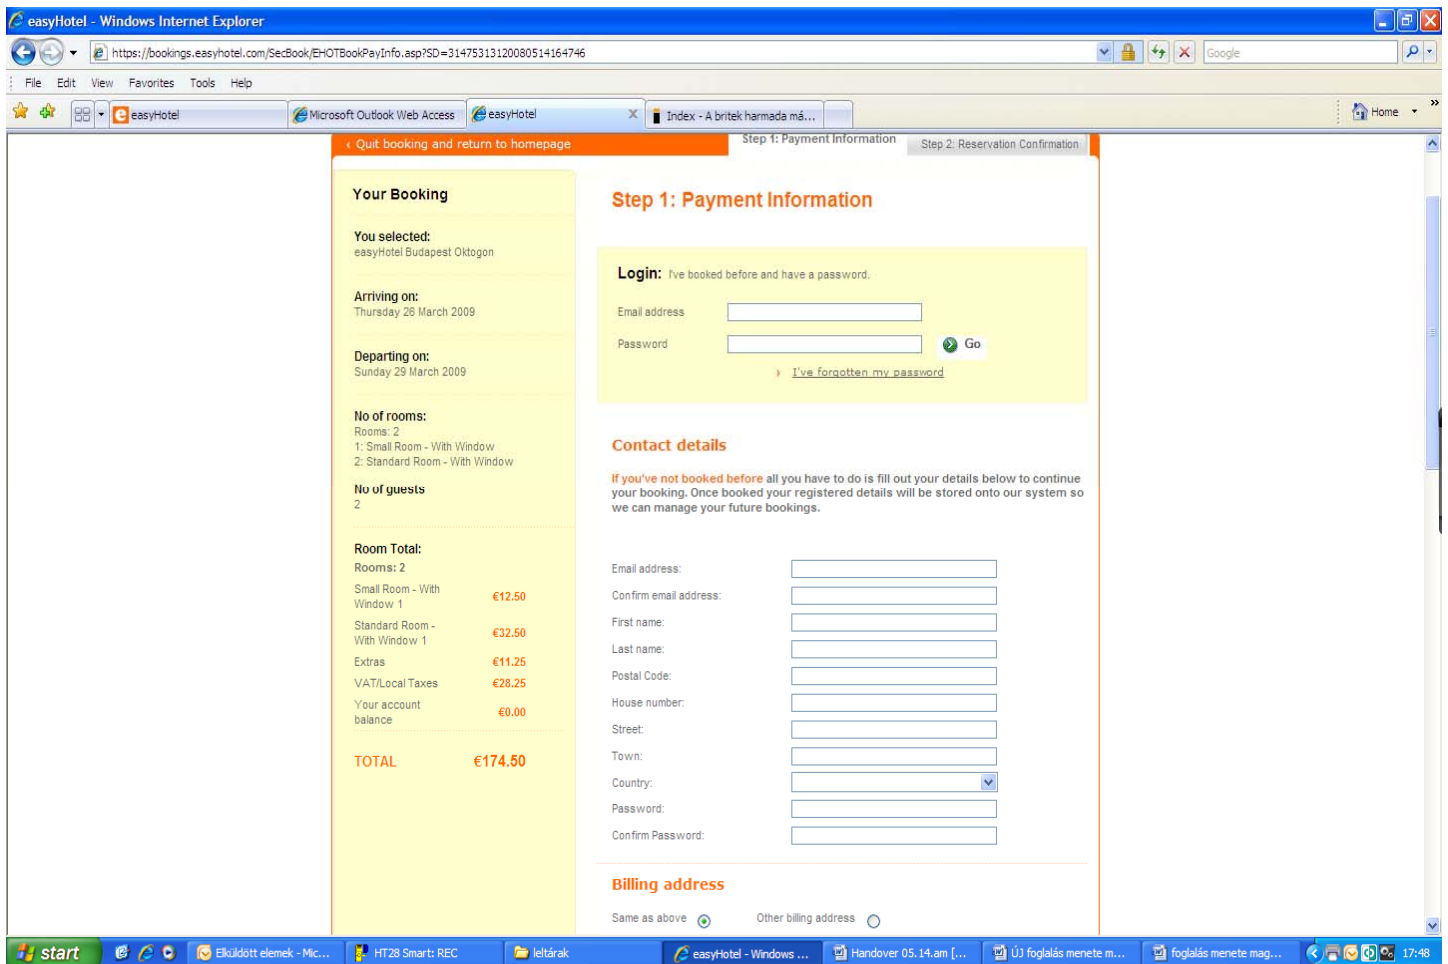 easyHotel - Windows Internet Explorer
https://bookings.easyhotel.com/SecBook/EHOTBookPayInfo.asp?SD=31475313120080514164746
Google
File Edit View Favorites Tools Help
easyHotel
Microsoft Outlook Web Access
easyHotel
Index - A britek harmada má...
Home
‹ Quit booking and return to homepage
Step 1: Payment Information
Step 2: Reservation Confirmation
Your Booking
You selected:
easyHotel Budapest Oktogon
Arriving on:
Thursday 26 March 2009
Departing on:
Sunday 29 March 2009
No of rooms:
Rooms: 2
1: Small Room - With Window
2: Standard Room - With Window
No of guests
2
Room Total:
Rooms: 2
Small Room - With
Window 1 €12.50
Standard Room -
With Window 1 €32.50
Extras €11.25
VAT/Local Taxes €28.25
Your account
balance €0.00
TOTAL €174.50
Step 1: Payment Information
Login: I've booked before and have a password.
Email address
Password
Go
› I've forgotten my password
Contact details
If you've not booked before all you have to do is fill out your details below to continue
your booking. Once booked your registered details will be stored onto our system so
we can manage your future bookings.
Email address:
Confirm email address:
First name:
Last name:
Postal Code:
House number:
Street:
Town:
Country:
Password:
Confirm Password:
Billing address
Same as above
Other billing address
start
Elküldött elemek - Mic...
HT28 Smart: REC
leltárak
easyHotel - Windows ...
Handover 05.14.am [...
ÚJ foglalás menete m...
foglalás menete mag...
17:48